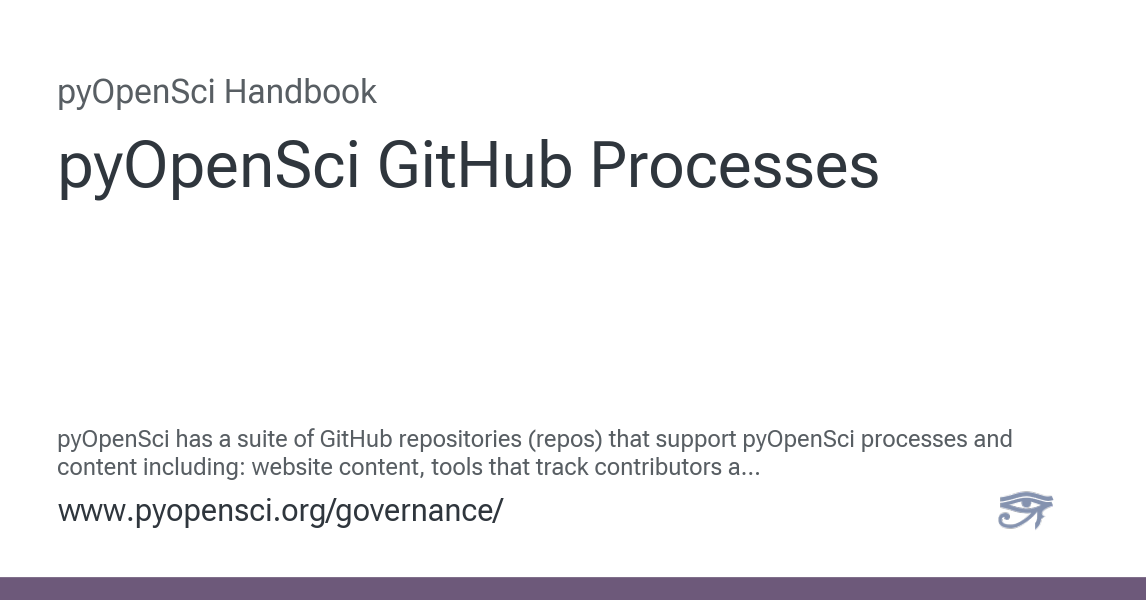 pyOpenSci Handbook
pyOpenSci GitHub Processes
pyOpenSci has a suite of GitHub repositories (repos) that support pyOpenSci processes and
content including: website content, tools that track contributors a...
www.pyopensci.org/governance/